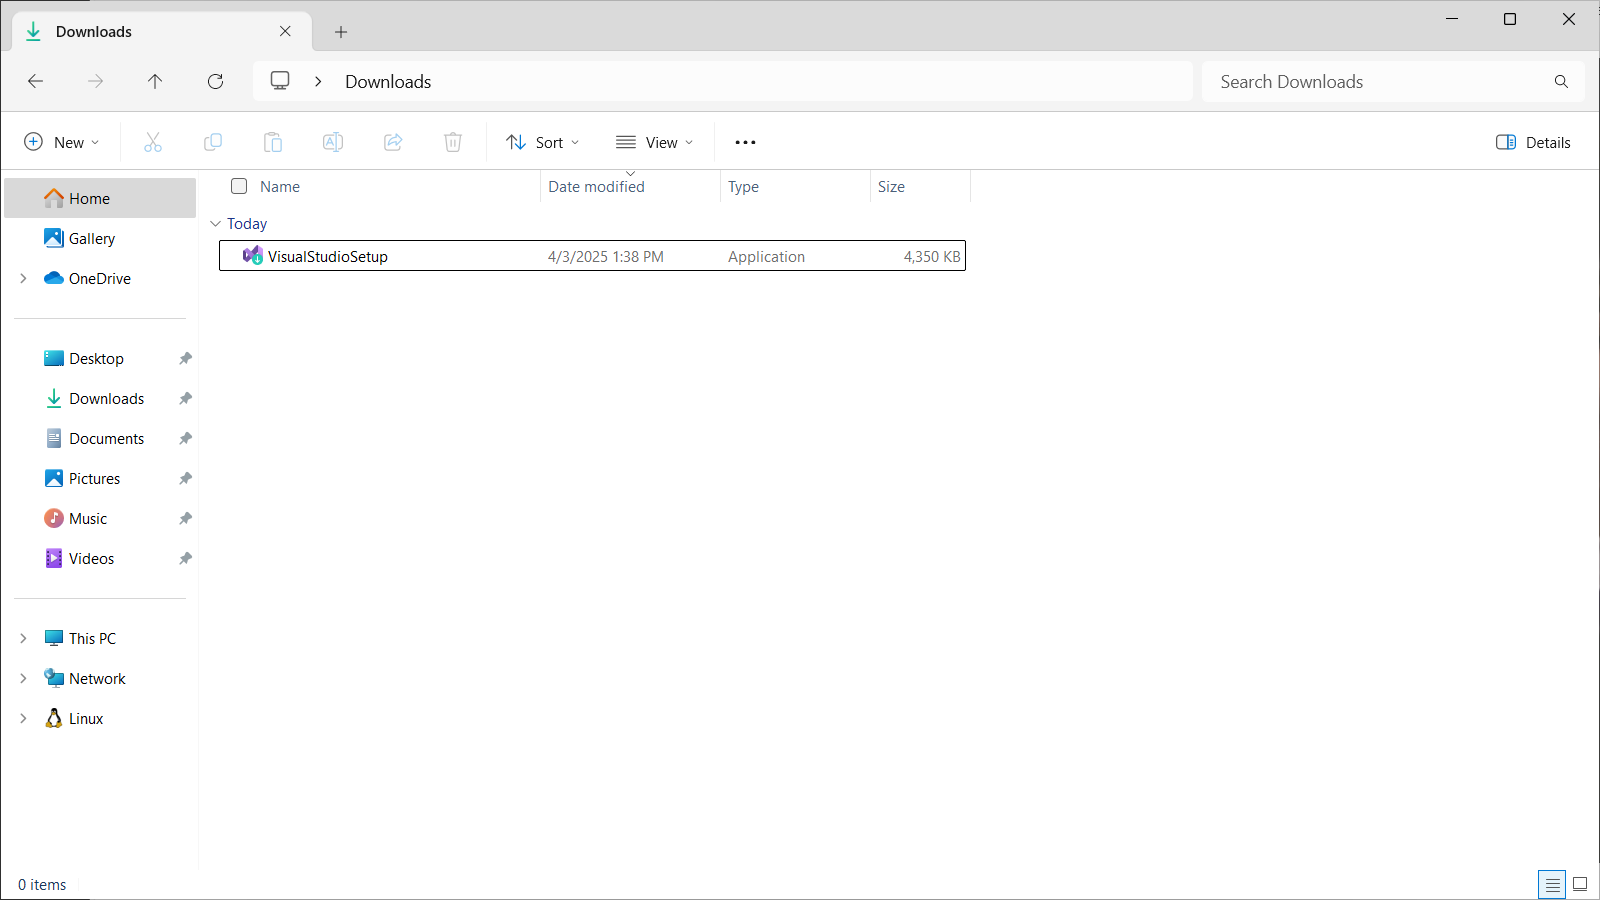 Downloads
Downloads
Search Downloads
New
Sort
View
Details
Name
Date modified
Type
Size
Today
VisualStudioSetup
4/3/2025 1:38 PM
Application
4,350 KB
Home
Gallery
OneDrive
Desktop
Downloads
Documents
Pictures
Music
Videos
This PC
Network
Linux
0 items